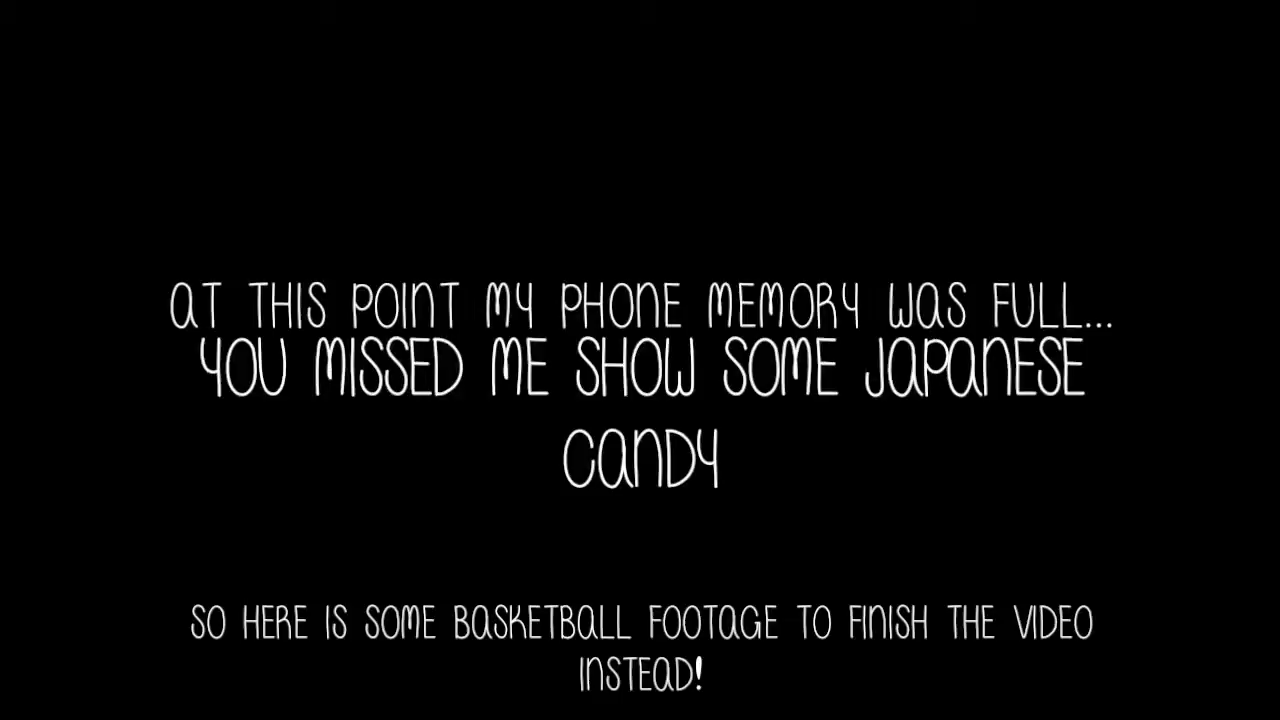 AT THIS POINT MY PHONE MEMORY WAS FULL...
YOU MISSED ME SHOW SOME JAPANESE
CANDY
SO HERE IS SOME BASKETBALL FOOTAGE TO FINISH THE VIDEO
INSTEAD!